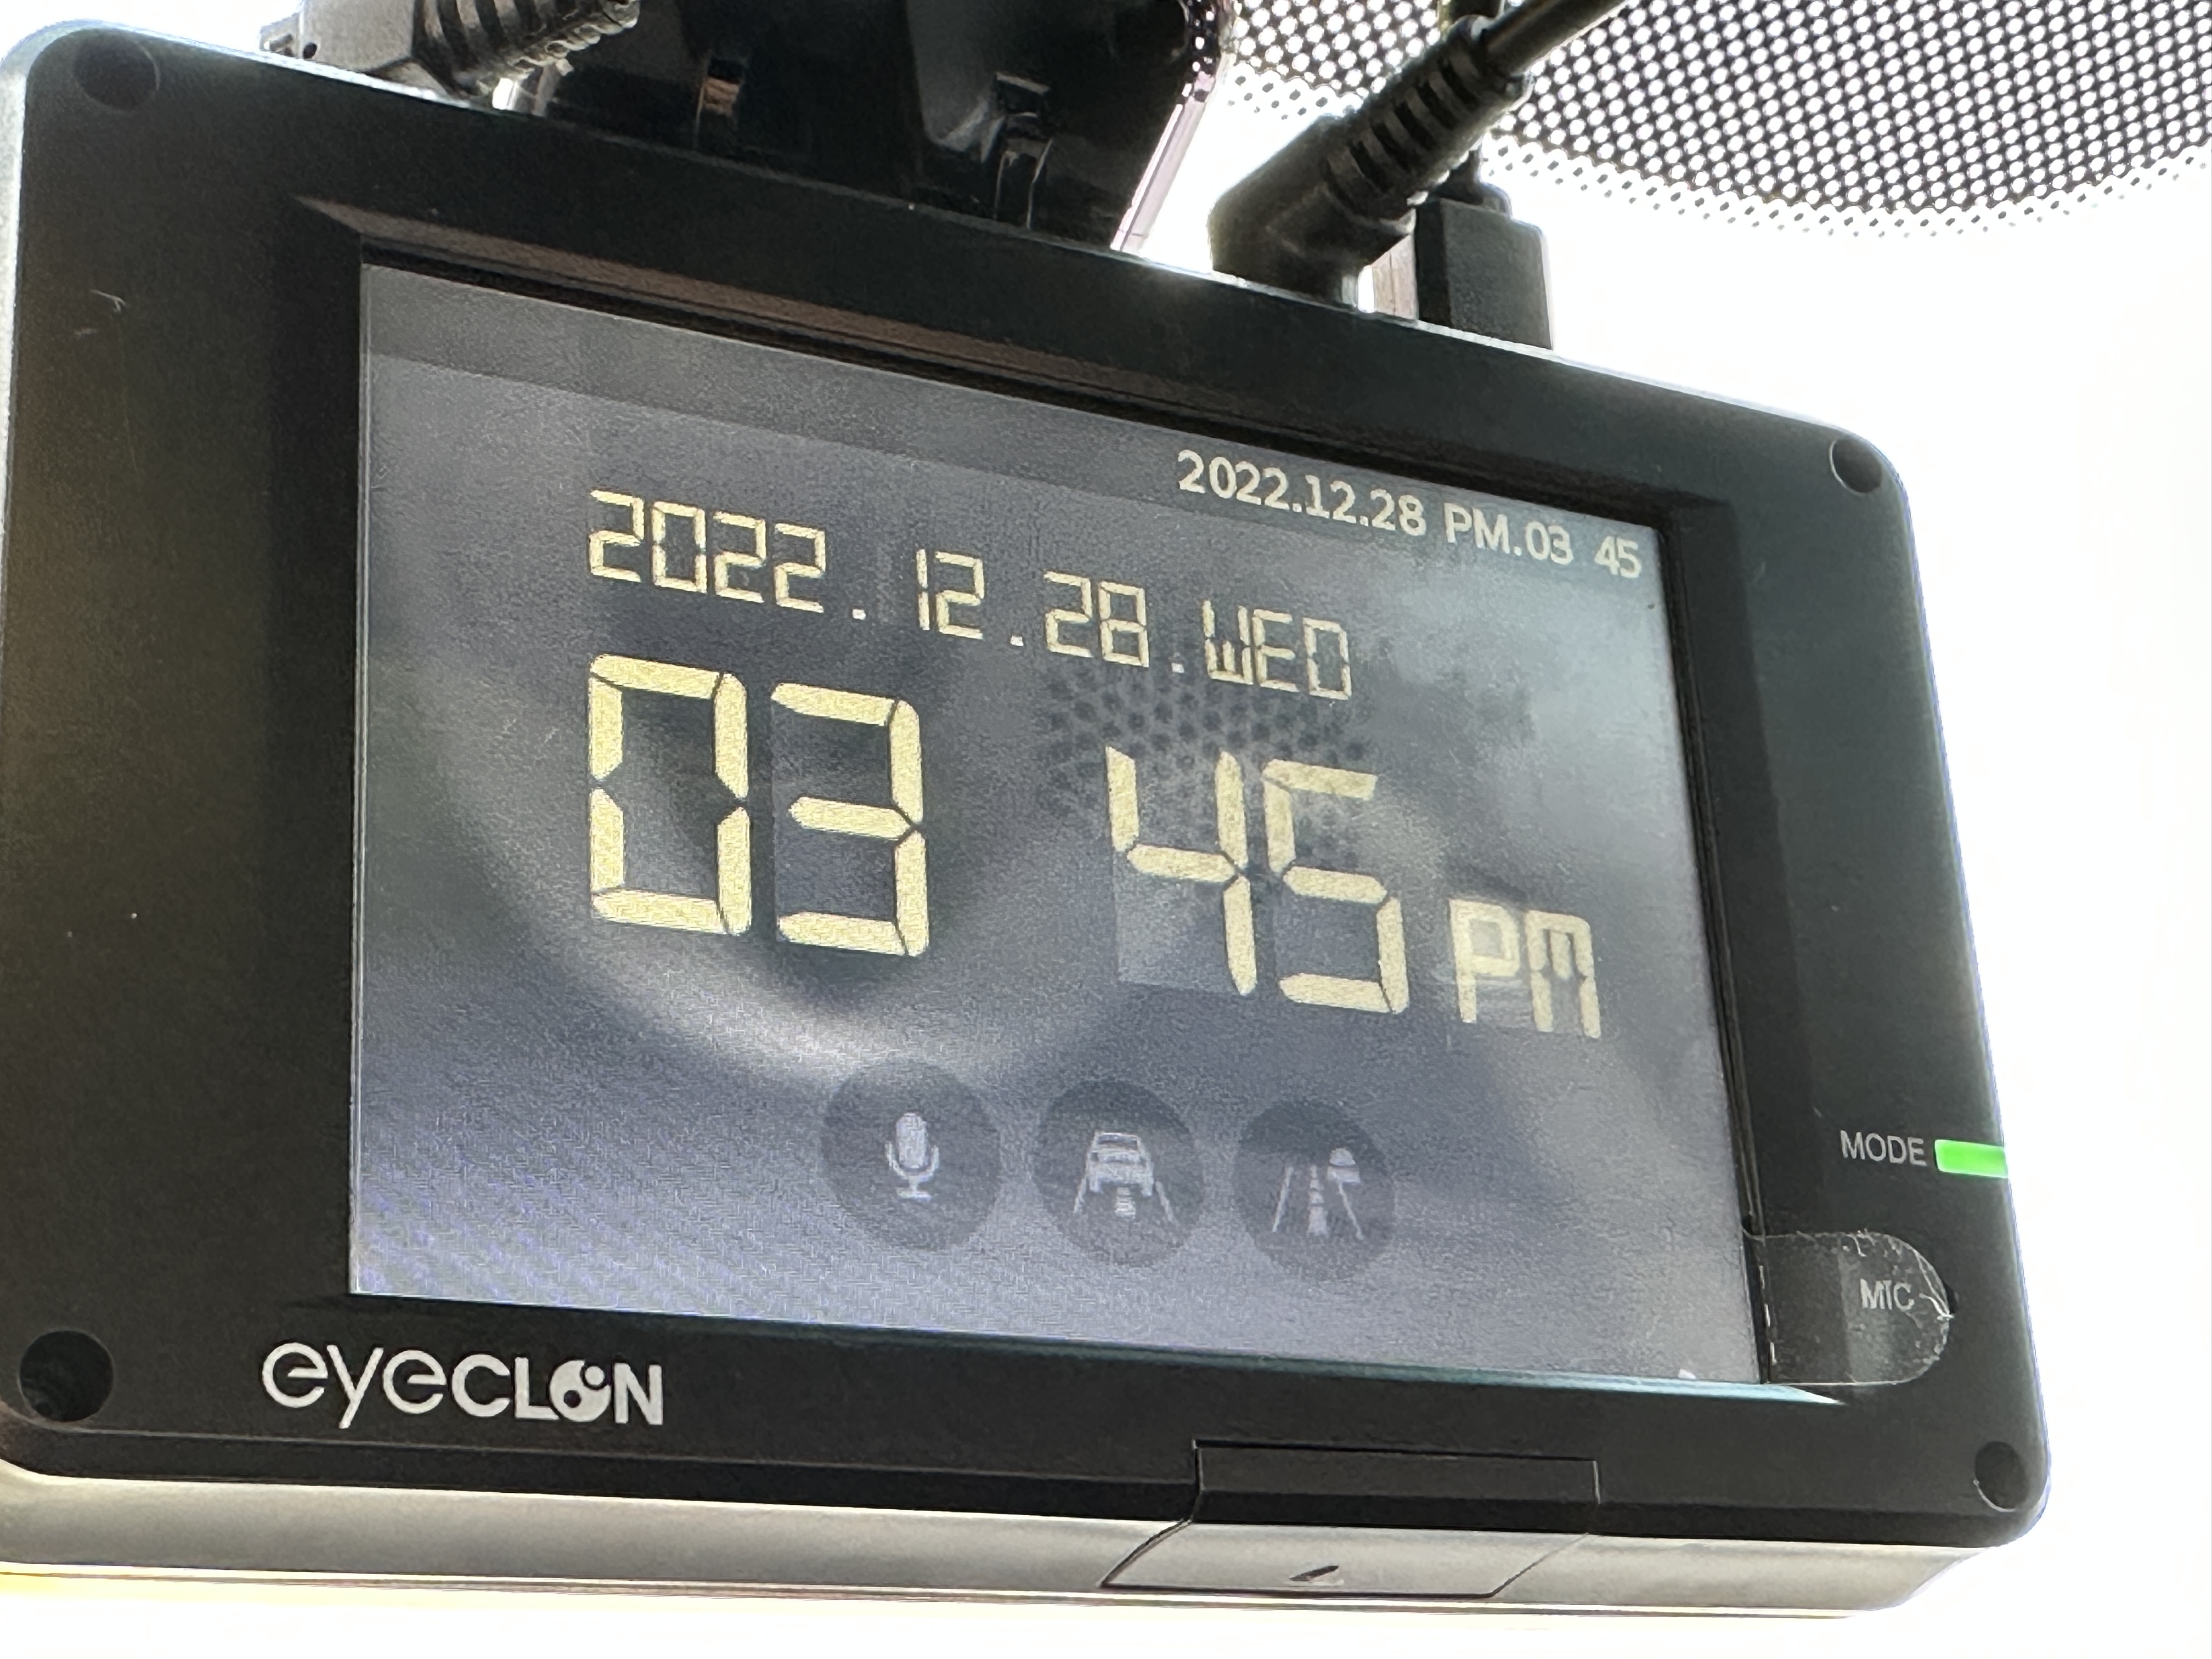 2022.12.28 PM.03 45
2022.12.28.WED
03 45 PM
MODE
MIC
eyeCLON